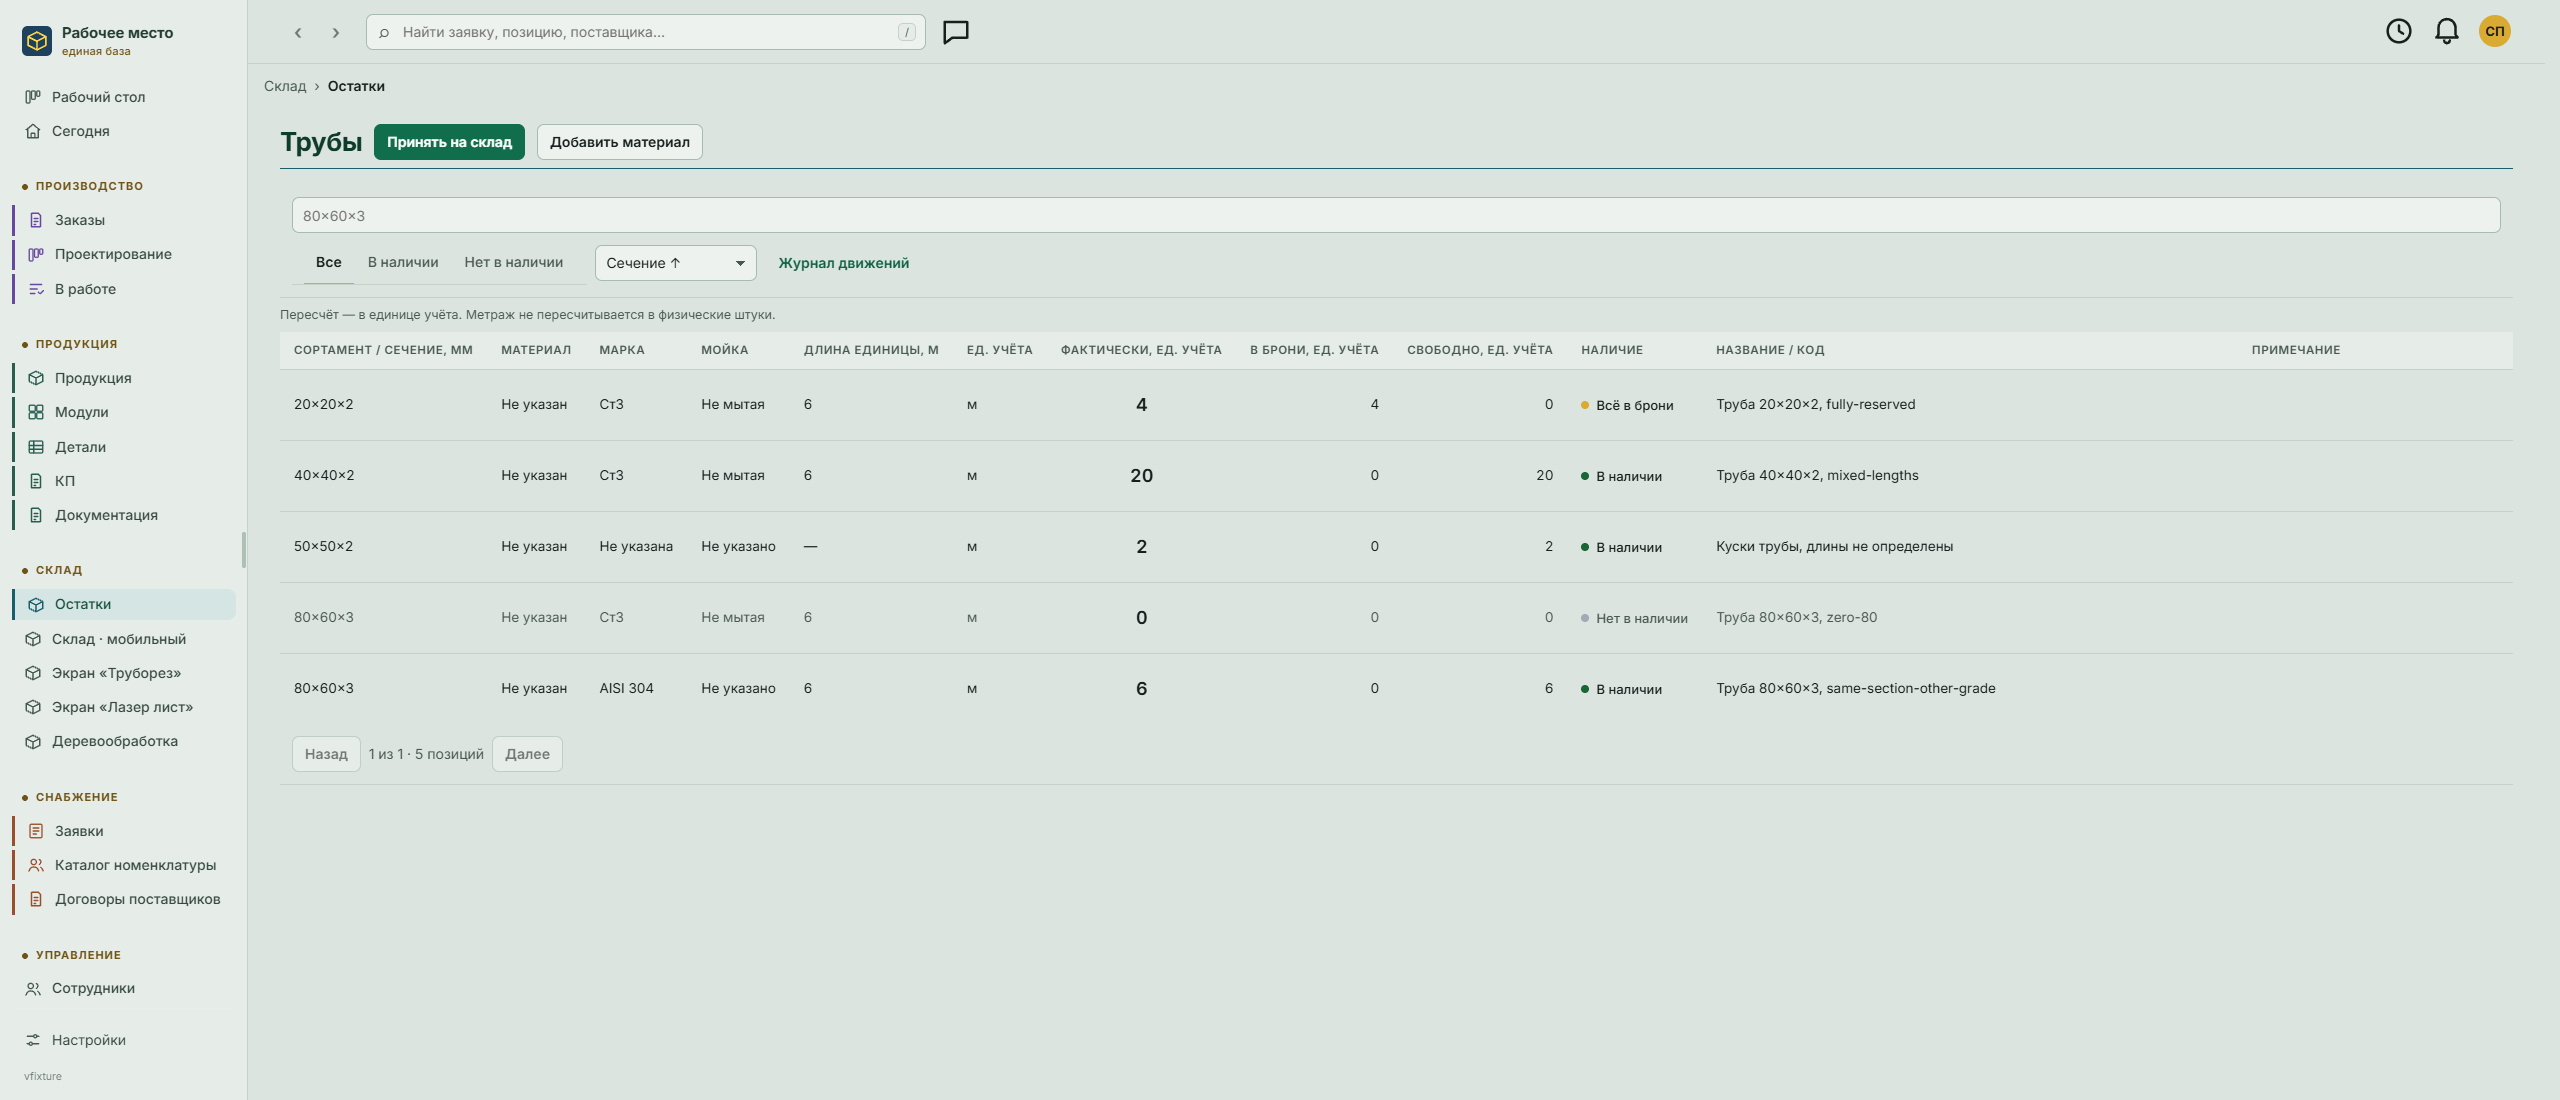 Рабочее место
единая база
Рабочий стол
Сегодня
ПРОИЗВОДСТВО
Заказы
Проектирование
В работе
ПРОДУКЦИЯ
Продукция
Модули
Детали
КП
Документация
СКЛАД
Остатки
Склад · мобильный
Экран «Труборез»
Экран «Лазер лист»
Деревообработка
СНАБЖЕНИЕ
Заявки
Каталог номенклатуры
Договоры поставщиков
УПРАВЛЕНИЕ
Сотрудники
Настройки
vfixture
‹ › Найти заявку, позицию, поставщика... / СП
Склад › Остатки
Трубы Принять на склад Добавить материал
80×60×3
Все В наличии Нет в наличии Сечение ↑ Журнал движений
Пересчёт — в единице учёта. Метраж не пересчитывается в физические штуки.
СОРТАМЕНТ / СЕЧЕНИЕ, ММ МАТЕРИАЛ МАРКА МОЙКА ДЛИНА ЕДИНИЦЫ, М ЕД. УЧЁТА ФАКТИЧЕСКИ, ЕД. УЧЁТА В БРОНИ, ЕД. УЧЁТА СВОБОДНО, ЕД. УЧЁТА НАЛИЧИЕ НАЗВАНИЕ / КОД ПРИМЕЧАНИЕ
20×20×2 Не указан Ст3 Не мытая 6 м 4 4 0 Всё в брони Труба 20×20×2, fully-reserved
40×40×2 Не указан Ст3 Не мытая 6 м 20 0 20 В наличии Труба 40×40×2, mixed-lengths
50×50×2 Не указан Не указана Не указано — м 2 0 2 В наличии Куски трубы, длины не определены
80×60×3 Не указан Ст3 Не мытая 6 м 0 0 0 Нет в наличии Труба 80×60×3, zero-80
80×60×3 Не указан AISI 304 Не указано 6 м 6 0 6 В наличии Труба 80×60×3, same-section-other-grade
Назад 1 из 1 · 5 позиций Далее